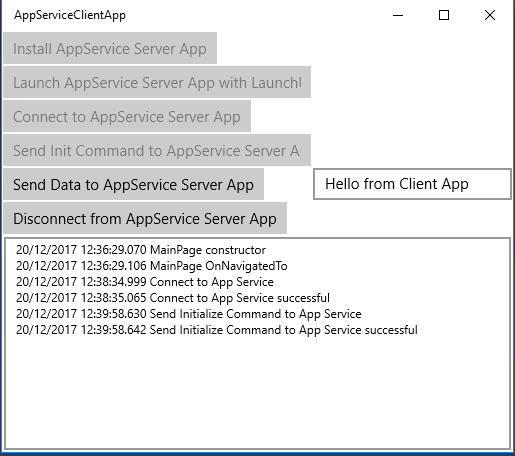 AppServiceClientApp
Install AppService Server App
Launch AppService Server App with Launch
Connect to AppService Server App
Send Init Command to AppService Server A
Send Data to AppService Server App
Hello from Client App
Disconnect from AppService Server App
20/12/2017 12:36:29.070 MainPage constructor
20/12/2017 12:36:29.106 MainPage OnNavigatedTo
20/12/2017 12:38:34.999 Connect to App Service
20/12/2017 12:38:35.065 Connect to App Service successful
20/12/2017 12:39:58.630 Send Initialize Command to App Service
20/12/2017 12:39:58.642 Send Initialize Command to App Service successful